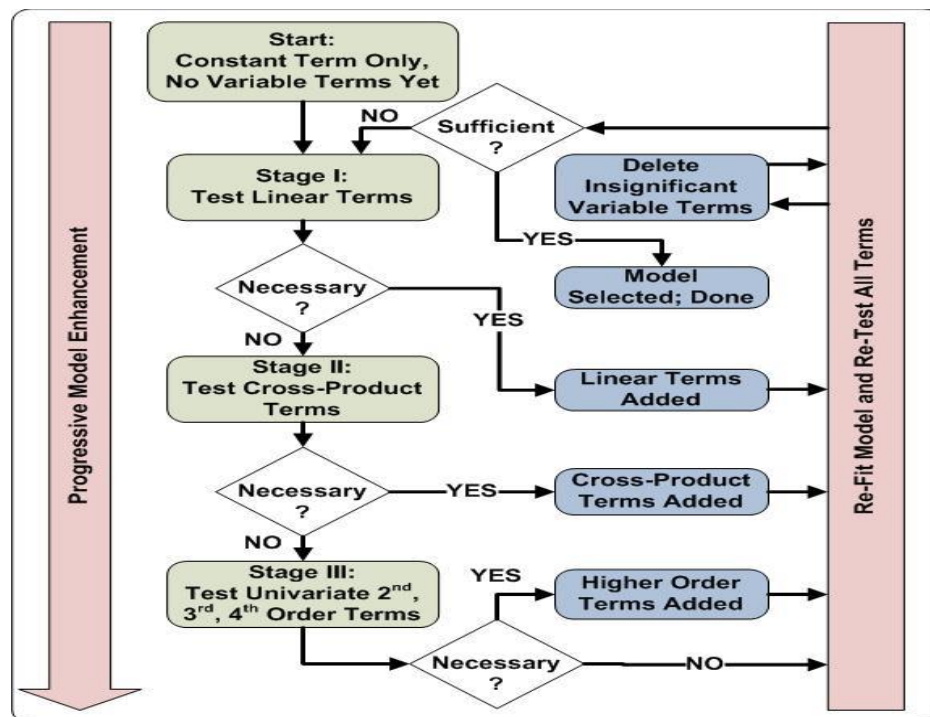 Start:
Constant Term Only,
No Variable Terms Yet
NO
Sufficient
?
Stage I:
Test Linear Terms
Delete
Insignificant
Variable Terms
YES
Model
Selected; Done
Necessary
?
YES
NO
Stage II:
Test Cross-Product
Terms
Linear Terms
Added
Necessary
?
YES
Cross-Product
Terms Added
NO
Stage III:
Test Univariate 2nd,
3rd, 4th Order Terms
YES
Higher Order
Terms Added
Necessary
?
NO
Progressive Model Enhancement
Re-Fit Model and Re-Test All Terms